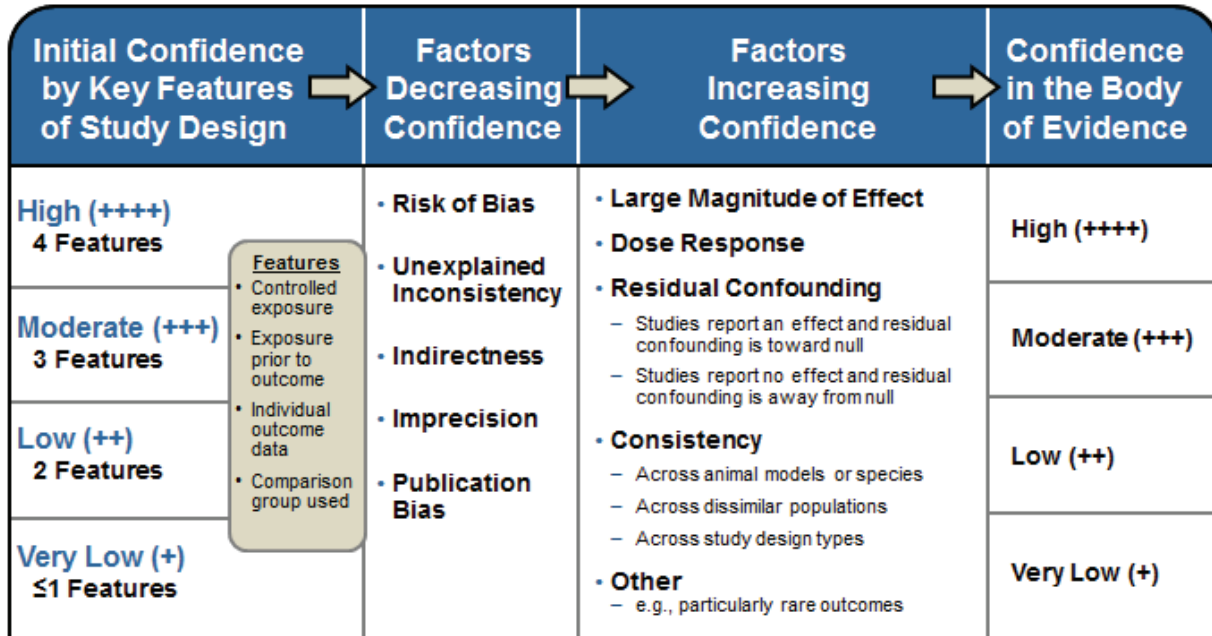 Initial Confidence
by Key Features
of Study Design
Factors
Decreasing
Confidence
Factors
Increasing
Confidence
Confidence
in the Body
of Evidence
High (++++)
4 Features
Moderate (+++)
3 Features
Low (++)
2 Features
Very Low (+)
≤1 Features
Features
• Controlled
exposure
• Exposure
prior to
outcome
• Individual
outcome
data
• Comparison
group used
• Risk of Bias
• Unexplained
Inconsistency
• Indirectness
• Imprecision
• Publication
Bias
• Large Magnitude of Effect
• Dose Response
• Residual Confounding
– Studies report an effect and residual
confounding is toward null
– Studies report no effect and residual
confounding is away from null
• Consistency
– Across animal models or species
– Across dissimilar populations
– Across study design types
• Other
– e.g., particularly rare outcomes
High (++++)
Moderate (+++)
Low (++)
Very Low (+)